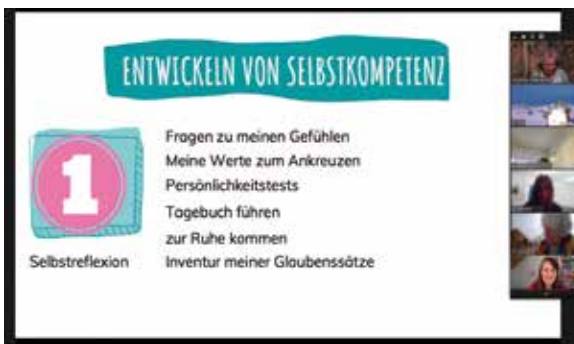 ENTWICKELN VON SELBSTKOMPETENZ
1
Selbstreflexion
Fragen zu meinen Gefühlen
Meine Werte zum Ankreuzen
Persönlichkeitstests
Tagebuch führen
zur Ruhe kommen
Inventur meiner Glaubenssätze